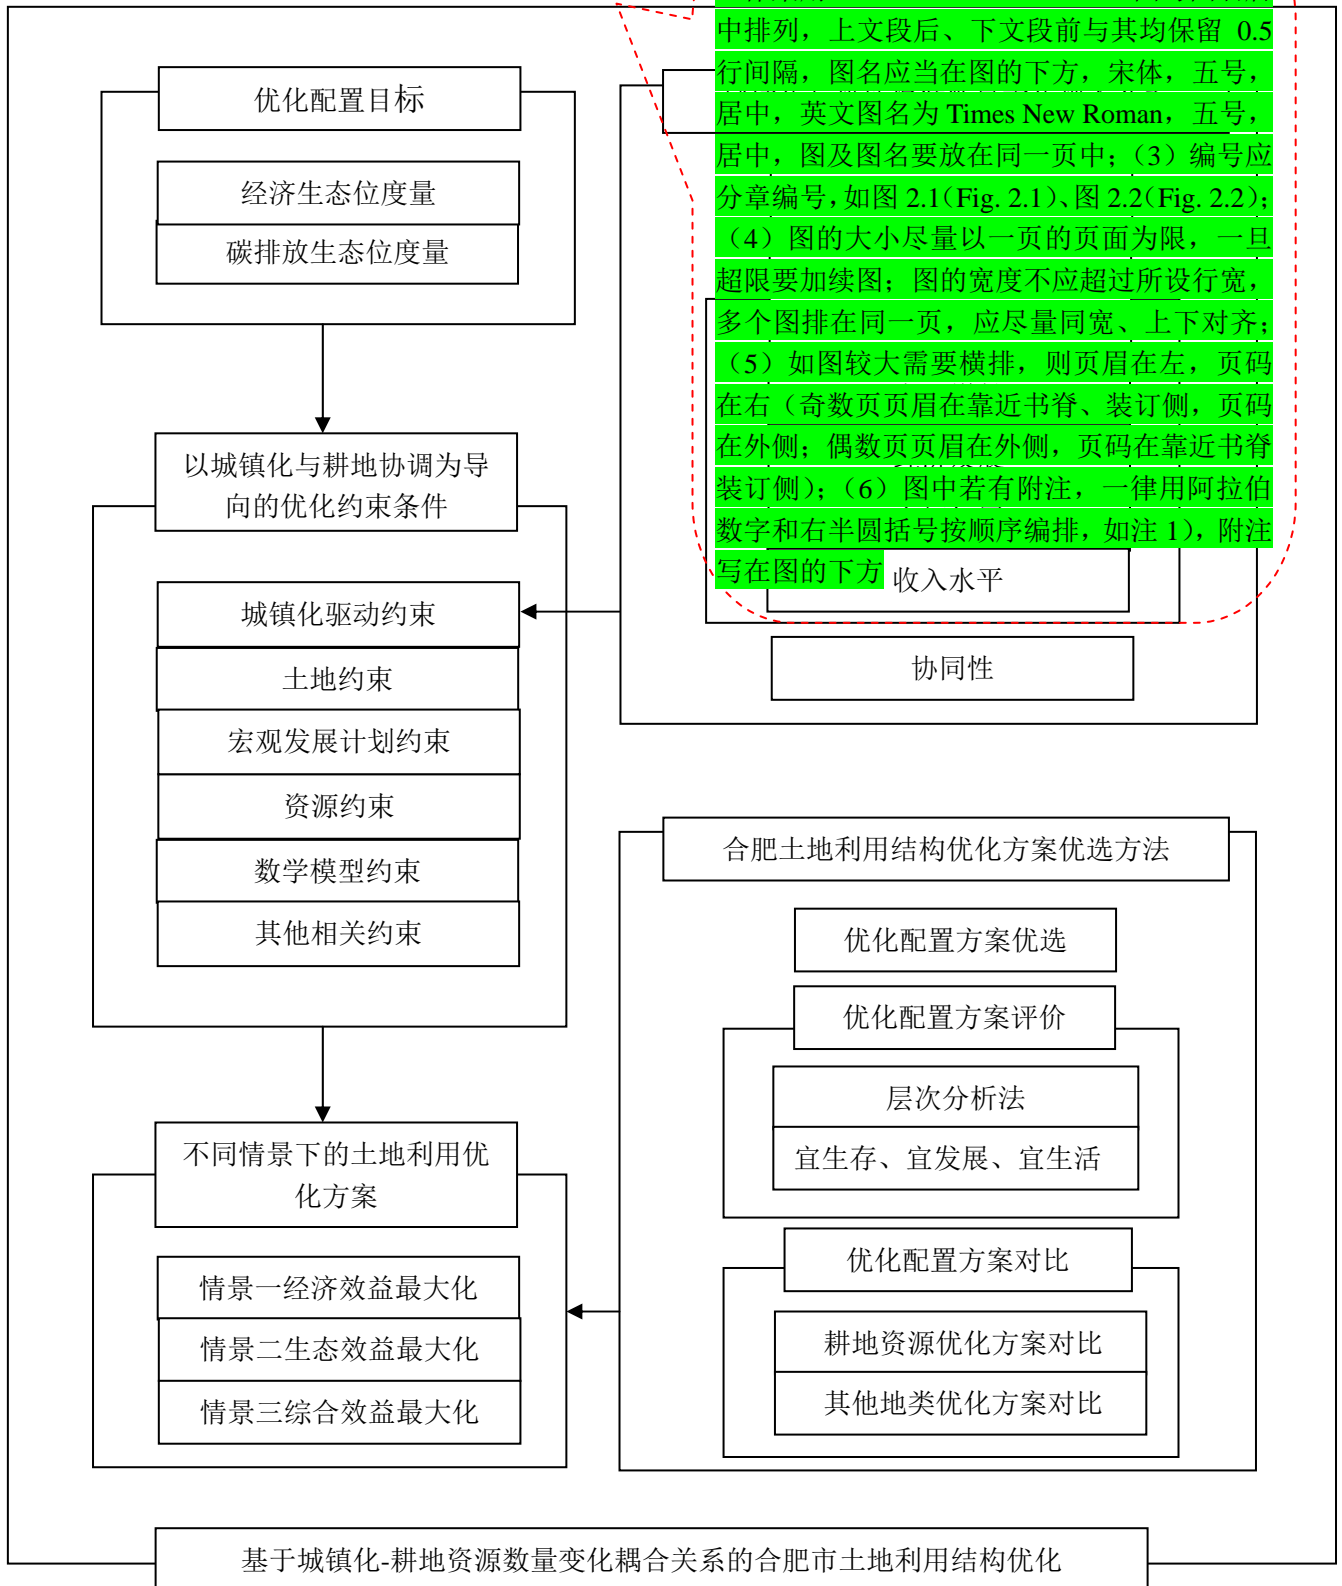 中排列，上文段后、下文段前与其均保留 0.5
行间隔，图名应当在图的下方，宋体，五号，
居中，英文图名为 Times New Roman，五号，
居中，图及图名要放在同一页中；（3）编号应
分章编号，如图 2.1(Fig. 2.1)、图 2.2(Fig. 2.2)；
（4）图的大小尽量以一页的页面为限，一旦
超限要加续图；图的宽度不应超过所设行宽，
多个图排在同一页，应尽量同宽、上下对齐；
（5）如图较大需要横排，则页眉在左，页码
在右（奇数页页眉在靠近书脊、装订侧，页码
在外侧；偶数页页眉在外侧，页码在靠近书脊
装订侧）；（6）图中若有附注，一律用阿拉伯
数字和右半圆括号按顺序编排，如注 1），附注
写在图的下方
收入水平
协同性
优化配置目标
经济生态位度量
碳排放生态位度量
以城镇化与耕地协调为导
向的优化约束条件
城镇化驱动约束
土地约束
宏观发展计划约束
资源约束
数学模型约束
其他相关约束
合肥土地利用结构优化方案优选方法
优化配置方案优选
优化配置方案评价
层次分析法
宜生存、宜发展、宜生活
优化配置方案对比
耕地资源优化方案对比
其他地类优化方案对比
不同情景下的土地利用优
化方案
情景一经济效益最大化
情景二生态效益最大化
情景三综合效益最大化
基于城镇化-耕地资源数量变化耦合关系的合肥市土地利用结构优化